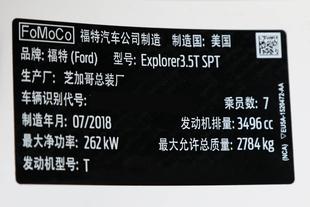 FoMoCo 福特汽车公司制造 制造国: 美国
品牌: 福特 (Ford) 型号: Explorer3.5T SPT
生产厂: 芝加哥总装厂
车辆识别代号:
乘员数: 7
制造年月: 07/2018
发动机排量: 3496 cc
最大净功率: 262 kW
最大允许总质量: 2784 kg
发动机型号: T
(NCA)